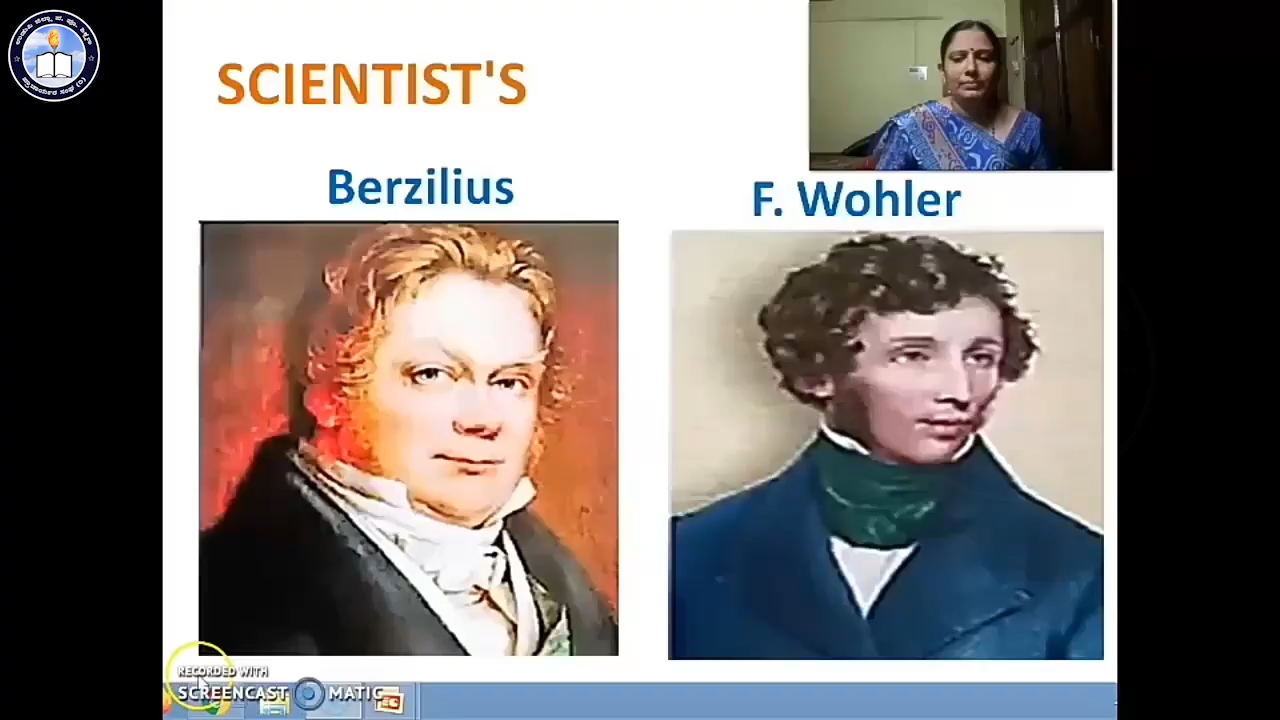 SCIENTIST'S
Berzilius
F. Wohler
RECORDED WITH
SCREENCAST MATIC